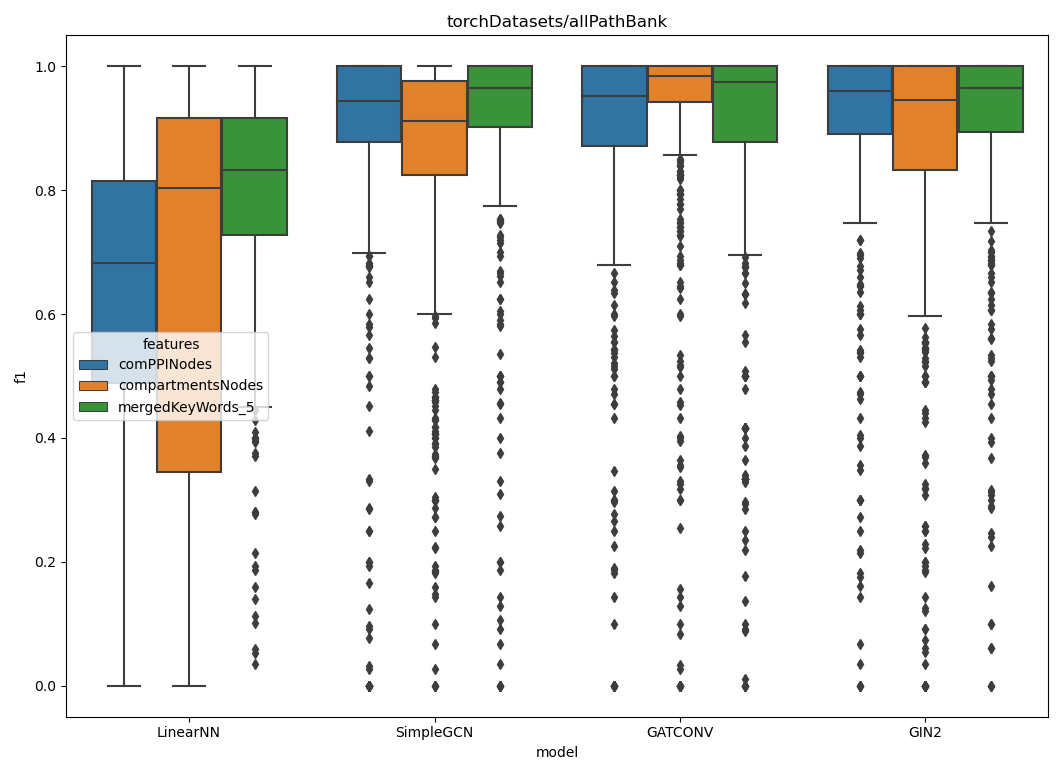 torchDatasets/allPathBank
f1
1.0
0.8
0.6
0.4
0.2
0.0
features
comPPINodes
compartmentsNodes
mergedKeyWords_5
LinearNN
SimpleGCN
GATCONV
GIN2
model